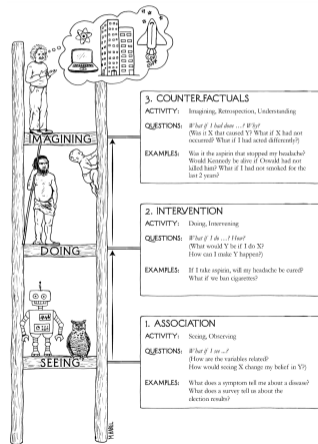 3. COUNTERFACTUALS
ACTIVITY: Imagining, Retrospection, Understanding
QUESTIONS: What if I had done ...? Why?
(Was it X that caused Y? What if X had not
occurred? What if I had acted differently?)
EXAMPLES: Was it the aspirin that stopped my headache?
Would Kennedy be alive if Oswald had not
killed him? What if I had not smoked for the
last 2 years?
IMAGINING
2. INTERVENTION
ACTIVITY: Doing, Intervening
QUESTIONS: What if I do ...? How?
(What would Y be if I do X?
How can I make Y happen?)
EXAMPLES: If I take aspirin, will my headache be cured?
What if we ban cigarettes?
DOING
1. ASSOCIATION
ACTIVITY: Seeing, Observing
QUESTIONS: What if I see ...?
(How are the variables related?
How would seeing X change my belief in Y?)
EXAMPLES: What does a symptom tell me about a disease?
What does a survey tell us about the
election results?
SEEING